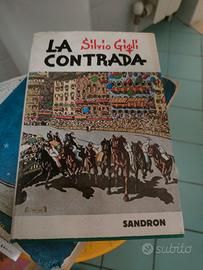 LA Silvio Gigli
CONTRADA
SANDRON
subito